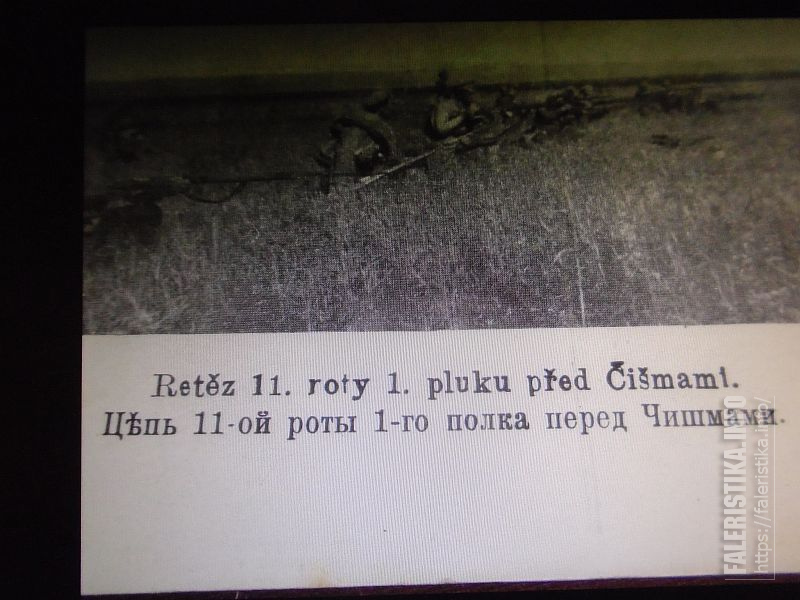 Retěz 11. roty 1. pluku před Čišmami.
Цѣпь 11-ой роты 1-го полка перед Чишмами.
FALERISTIKA.INFO
https://faleristika.info/